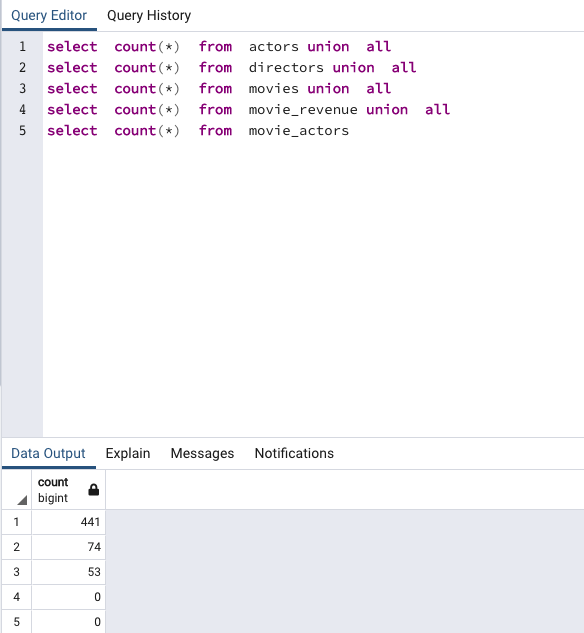 Query Editor Query History
1 select count(*) from actors union all
2 select count(*) from directors union all
3 select count(*) from movies union all
4 select count(*) from movie_revenue union all
5 select count(*) from movie_actors
Data Output Explain Messages Notifications
count
bigint
1 441
2 74
3 53
4 0
5 0